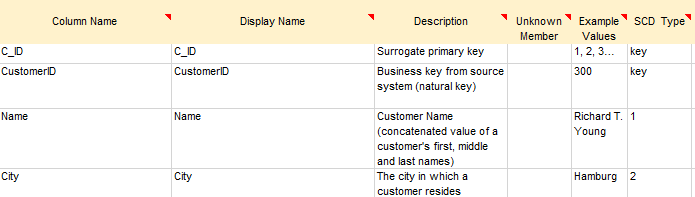 Column Name Display Name Description Unknown Member Example Values SCD Type
C_ID C_ID Surrogate primary key 1, 2, 3... key
CustomerID CustomerID Business key from source 300 key
system (natural key)
Name Name Customer Name Richard T. 1
(concatenated value of a Young
customer's first, middle
and last names)
City City The city in which a Hamburg 2
customer resides